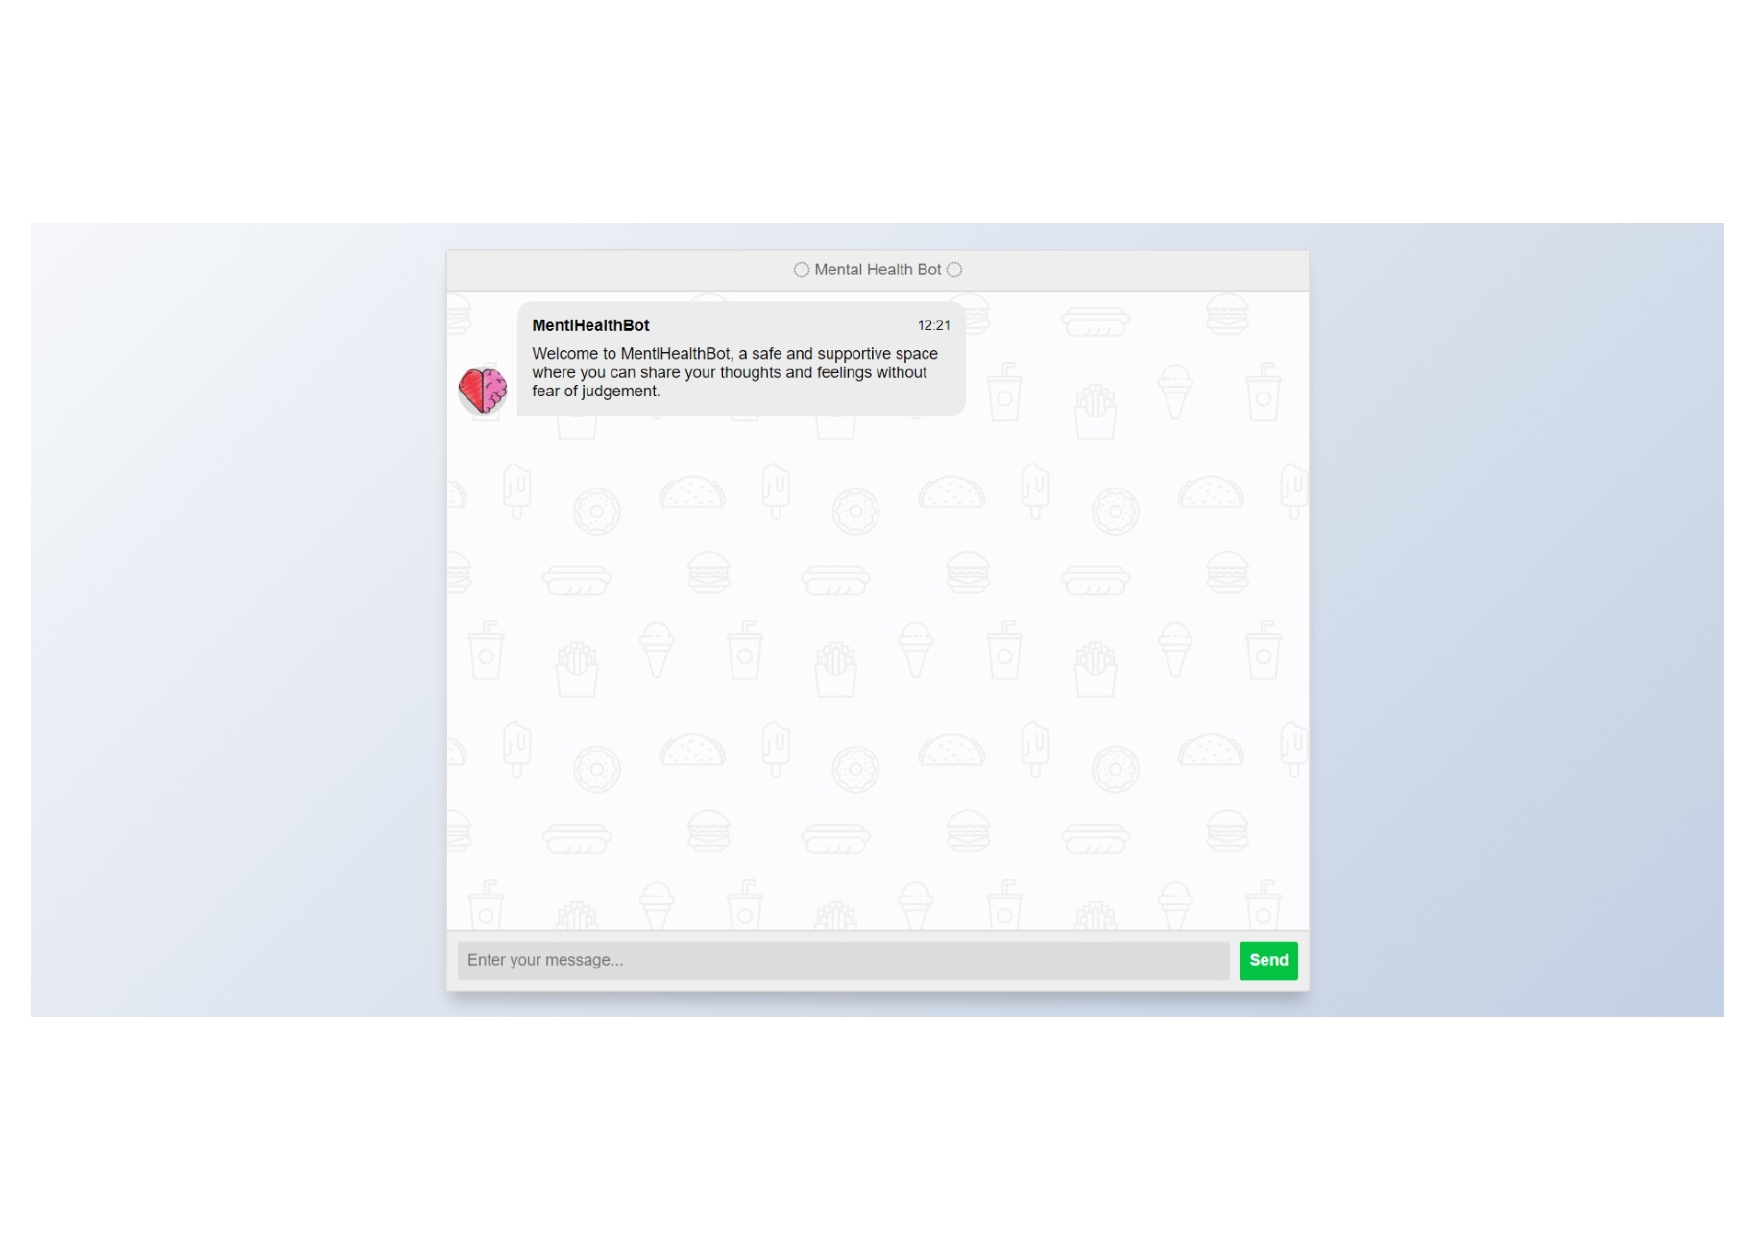 Mental Health Bot
MentlHealthBot 12:21
Welcome to MentlHealthBot, a safe and supportive space
where you can share your thoughts and feelings without
fear of judgement.
Enter your message...
Send